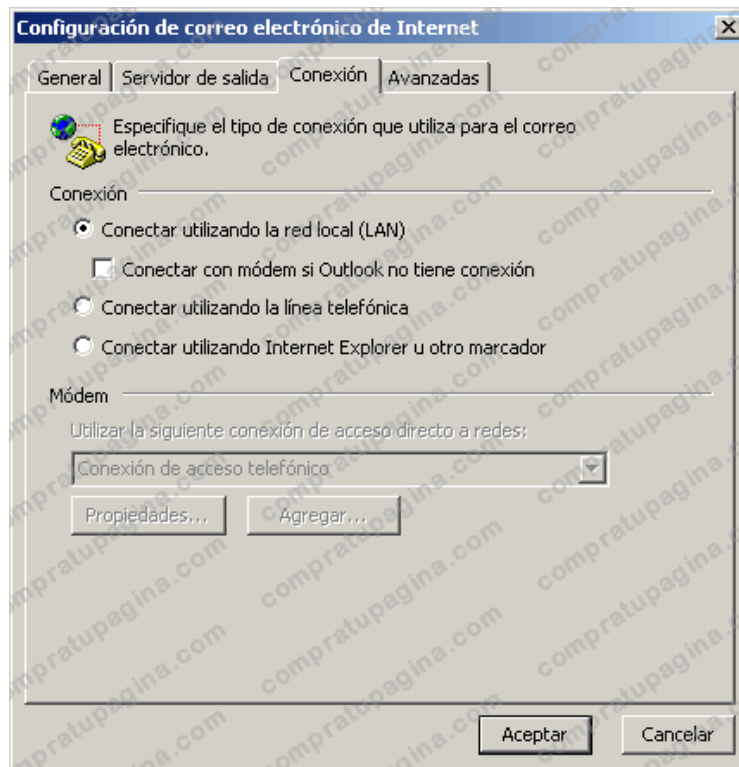 Configuración de correo electrónico de Internet
General Servidor de salida Conexión Avanzadas
Especifique el tipo de conexión que utiliza para el correo
electrónico.
Conexión
Conectar utilizando la red local (LAN)
Conectar con módem si Outlook no tiene conexión
Conectar utilizando la línea telefónica
Conectar utilizando Internet Explorer u otro marcador
Módem
Utilizar la siguiente conexión de acceso directo a redes:
Conexión de acceso telefónico
Propiedades... Agregar...
Aceptar Cancelar
compratupagina.com